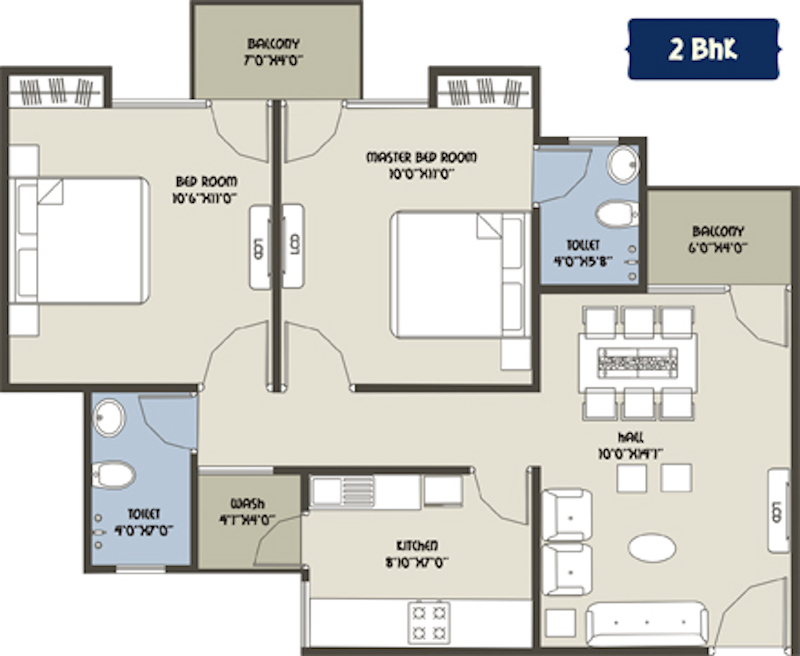 BALCONY
7'0"X4'0"
2 BHK
BED ROOM
10'6"X11'0"
MASTER BED ROOM
10'0"X11'0"
LCD
LCD
TOILET
4'0"X5'8"
BALCONY
6'0"X4'0"
HALL
10'0"X14'1"
LCD
TOILET
4'0"X7'0"
WASH
4'1"X4'0"
KITCHEN
8'10"X7'0"